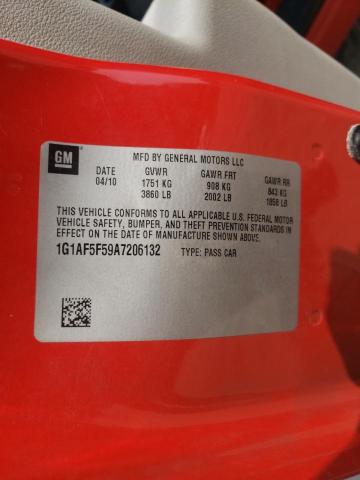 GM
MFD BY GENERAL MOTORS LLC
DATE GVWR GAWR FRT GAWR RR
04/10 1751 KG 908 KG 843 KG
3860 LB 2002 LB 1858 LB
THIS VEHICLE CONFORMS TO ALL APPLICABLE U.S. FEDERAL MOTOR
VEHICLE SAFETY, BUMPER, AND THEFT PREVENTION STANDARDS IN
EFFECT ON THE DATE OF MANUFACTURE SHOWN ABOVE.
1G1AF5F59A7206132 TYPE: PASS CAR